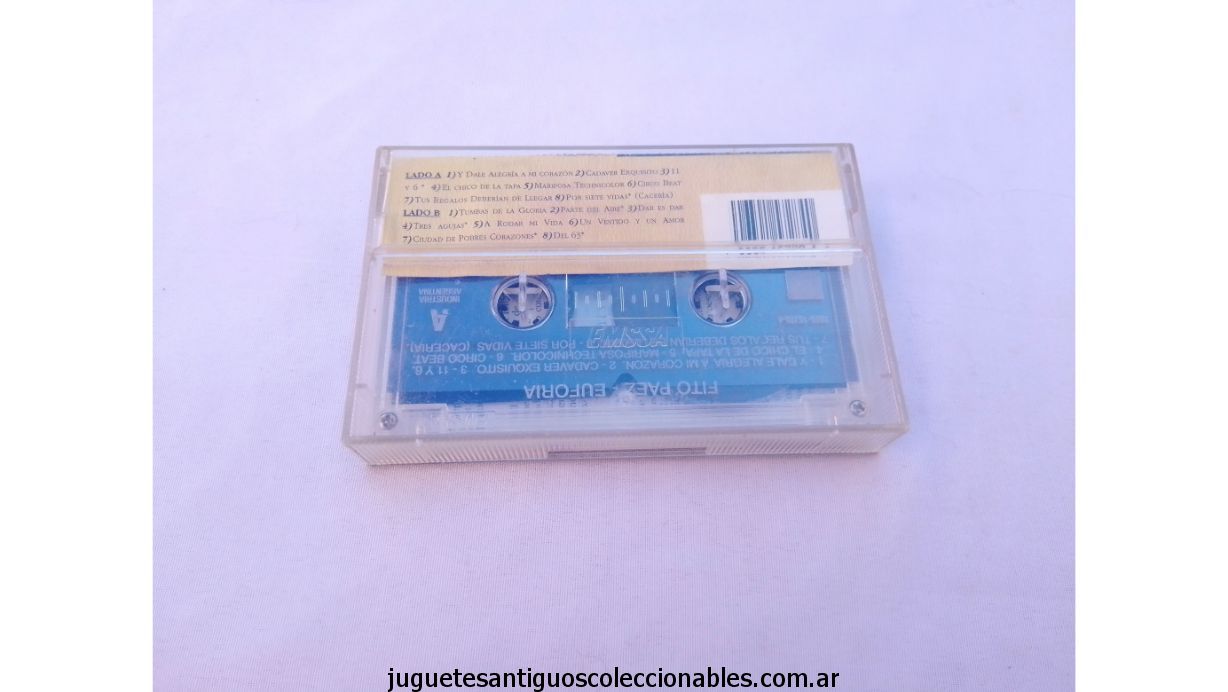 LADO A 1) Y DALE ALEGRÍA A MI CORAZÓN 2) CADAVER EXQUISITO 3) 11
Y 6 * 4) EL CHICO DE LA TAPA 5) MARIPOSA TECHNICOLOR 6) CIRCO BEAT
7) TUS REGALOS DEBERÍAN DE LLEGAR 8) POR SIETE VIDAS* (CACERÍA)
LADO B 1) TUMBAS DE LA GLORIA 2) PARTE DEL AIRE* 3) DAR ES DAR
4) TRES AGUJAS* 5) A RODAR MI VIDA 6) UN VESTIDO Y UN AMOR
7) CIUDAD DE POBRES CORAZONES* 8) DEL 63*
FITO PAEZ - EUFORIA
1 - Y DALE ALEGRIA A MI CORAZON. 2 - CADAVER EXQUISITO. 3 - 11 Y 6.
4 - EL CHICO DE LA TAPA. 5 - MARIPOSA TECHNICOLOR. 6 - CIRCO BEAT.
7 - TUS REGALOS DEBERIAN - POR SIETE VIDAS (CACERIA).
A
INDUSTRIA
ARGENTINA
juguetesantiguoscoleccionables.com.ar